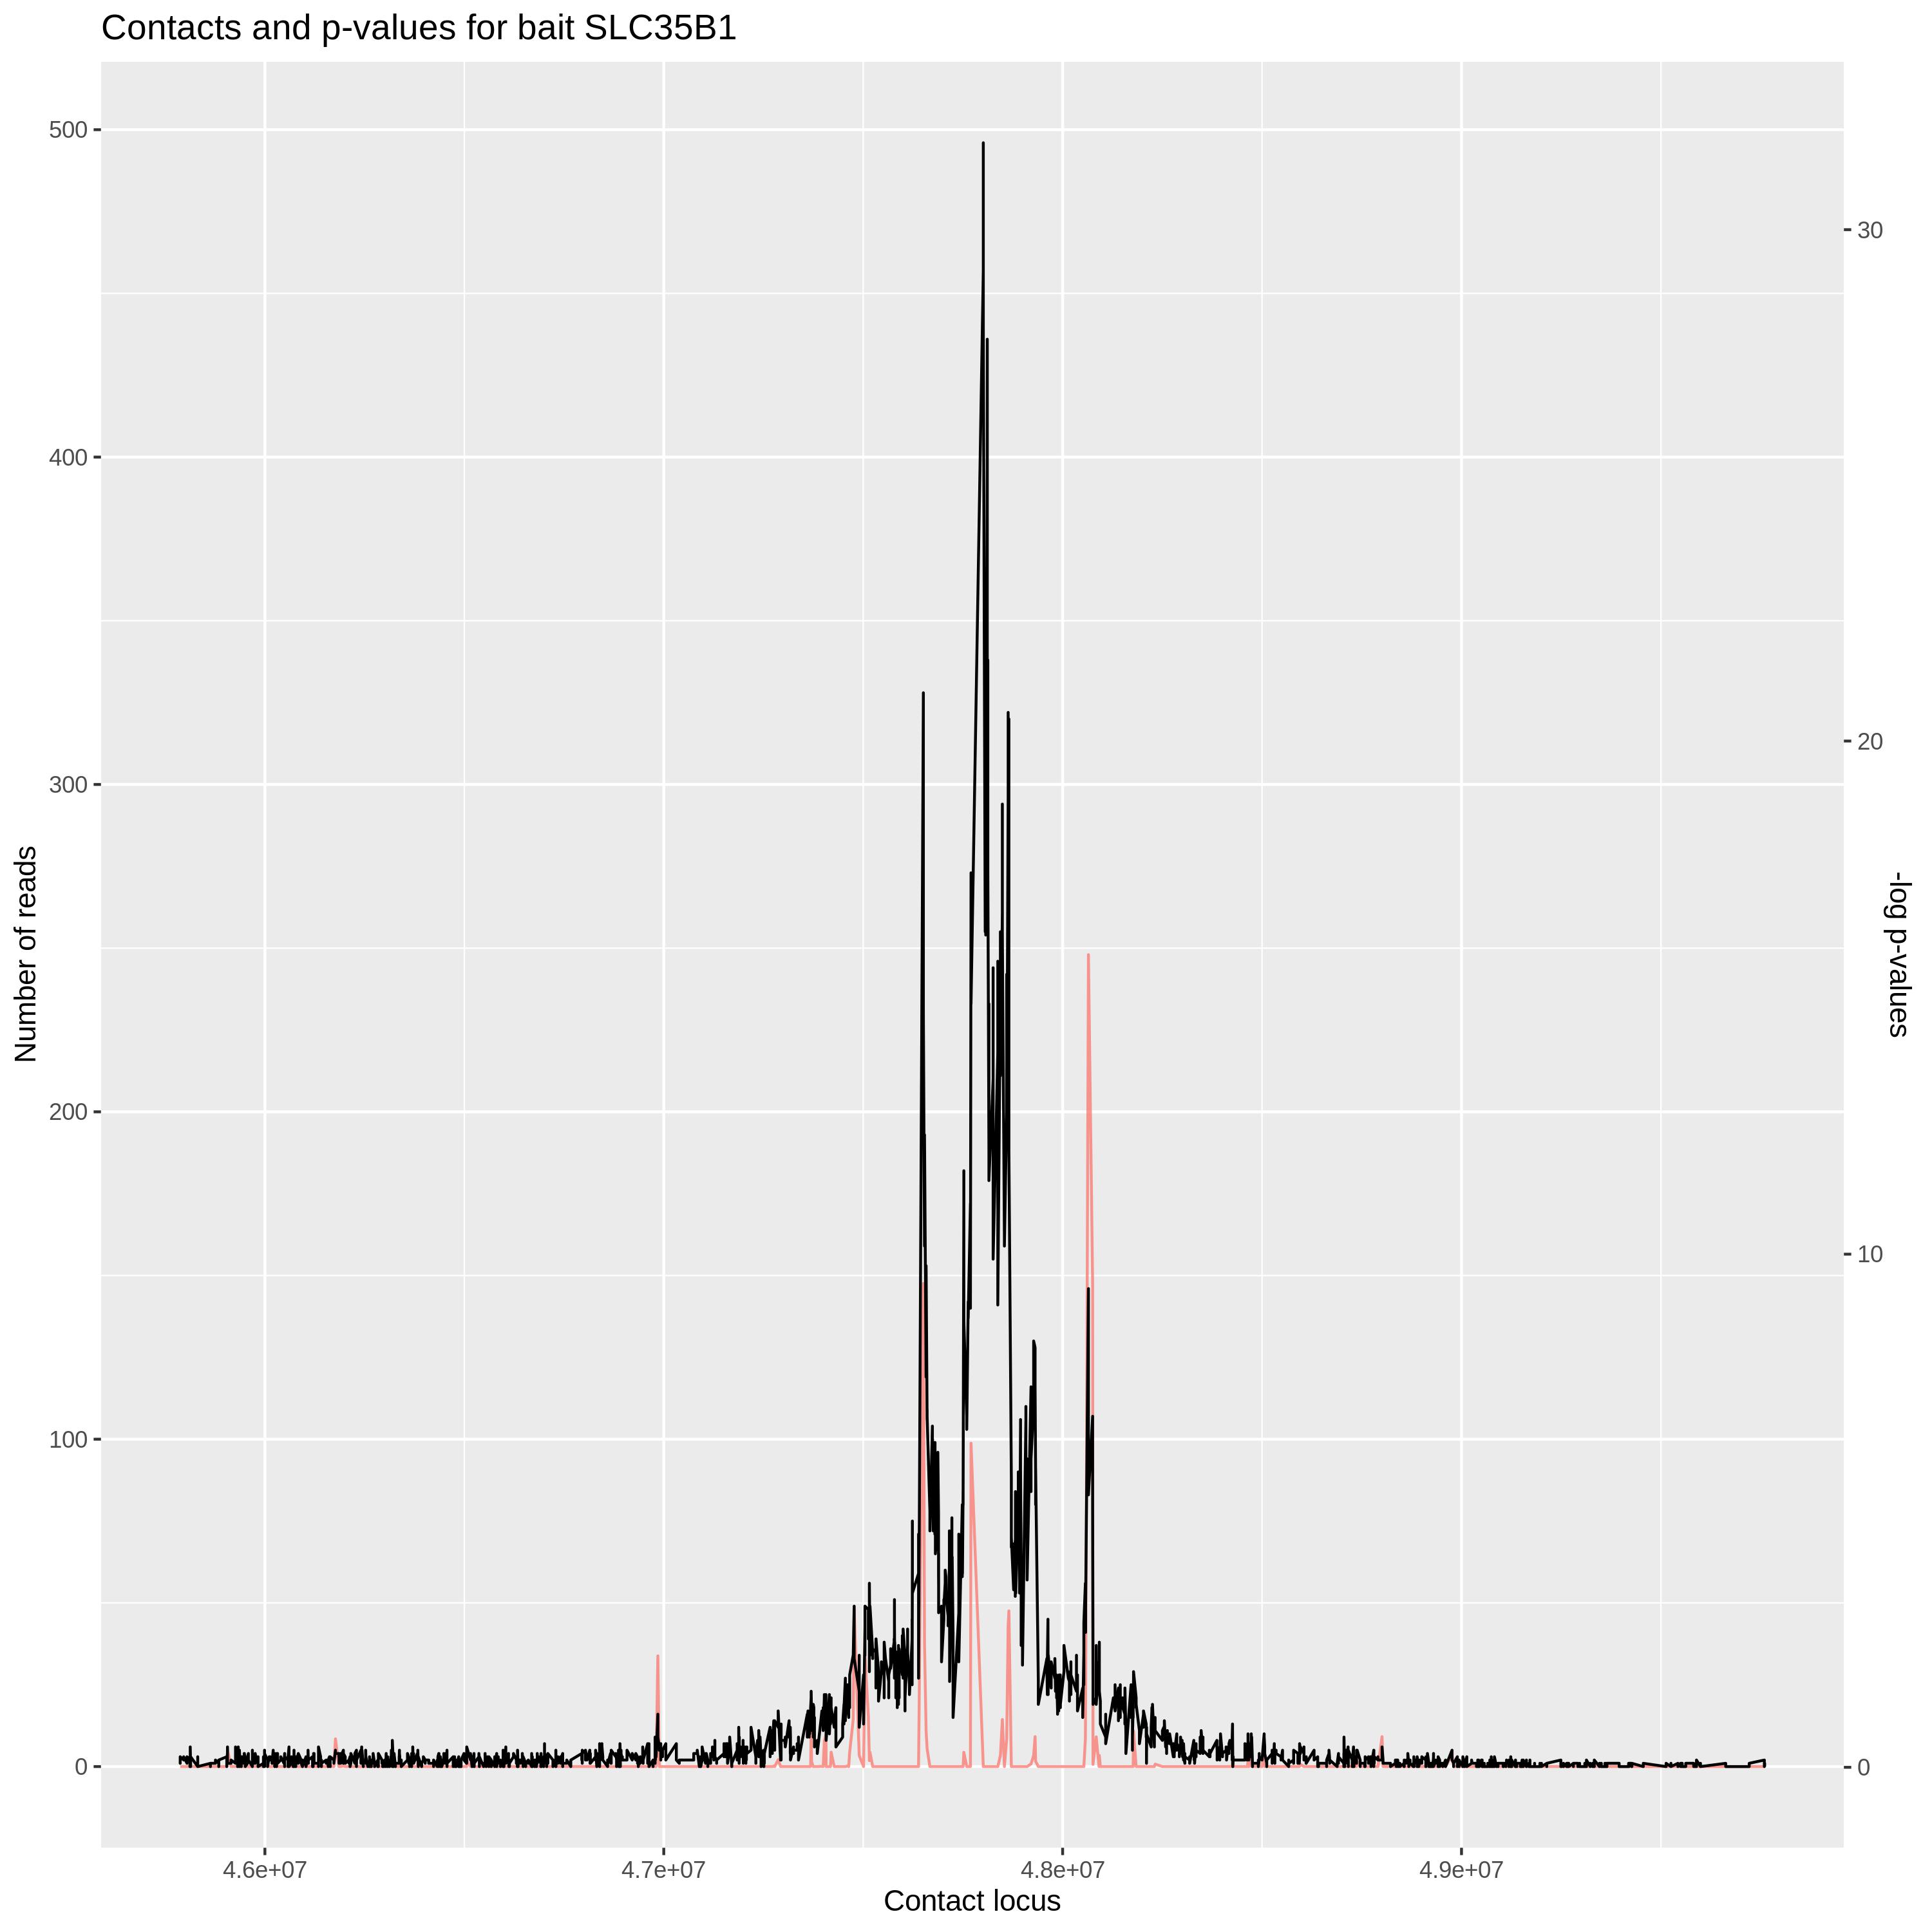 Contacts and p-values for bait SLC35B1
500
400
300
200
100
0
Number of reads
30
20
10
0
-log p-values
4.6e+07
4.7e+07
4.8e+07
4.9e+07
Contact locus